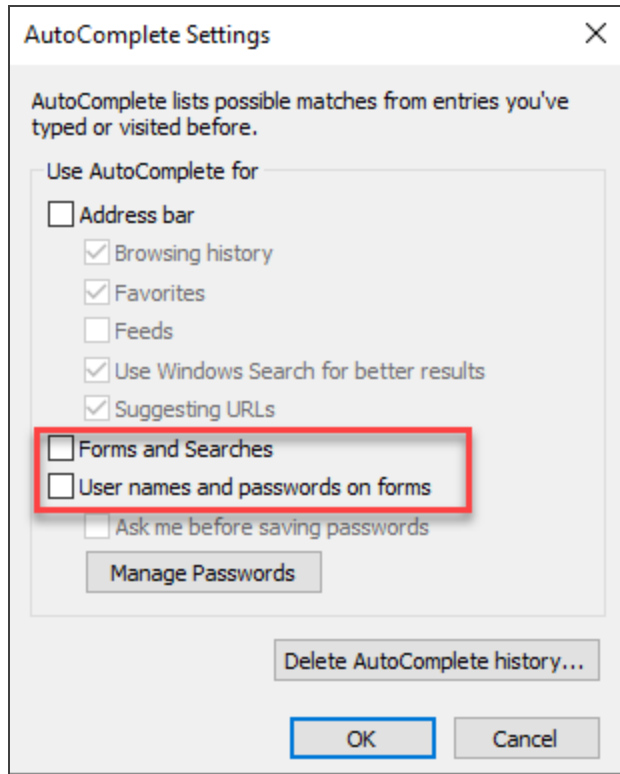 AutoComplete Settings
AutoComplete lists possible matches from entries you've
typed or visited before.
Use AutoComplete for
Address bar
Browsing history
Favorites
Feeds
Use Windows Search for better results
Suggesting URLs
Forms and Searches
User names and passwords on forms
Ask me before saving passwords
Manage Passwords
Delete AutoComplete history...
OK
Cancel